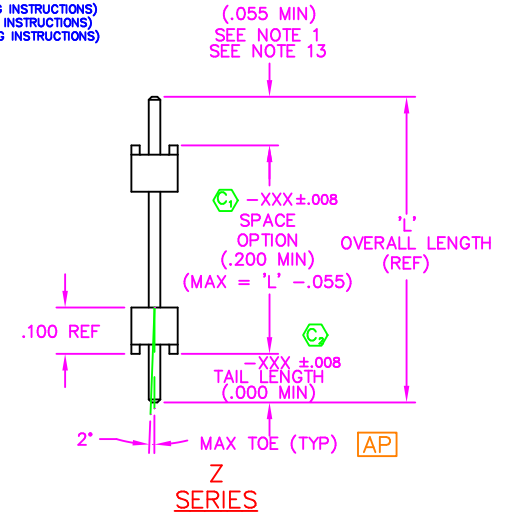 G INSTRUCTIONS)
INSTRUCTIONS)
G INSTRUCTIONS)
(.055 MIN)
SEE NOTE 1
SEE NOTE 13
C1 -XXX ±.008
SPACE
OPTION
(.200 MIN)
(MAX = 'L' -.055)
'L'
OVERALL LENGTH
(REF)
.100 REF
C2
-XXX ±.008
TAIL LENGTH
(.000 MIN)
2° MAX TOE (TYP) AP
Z
SERIES